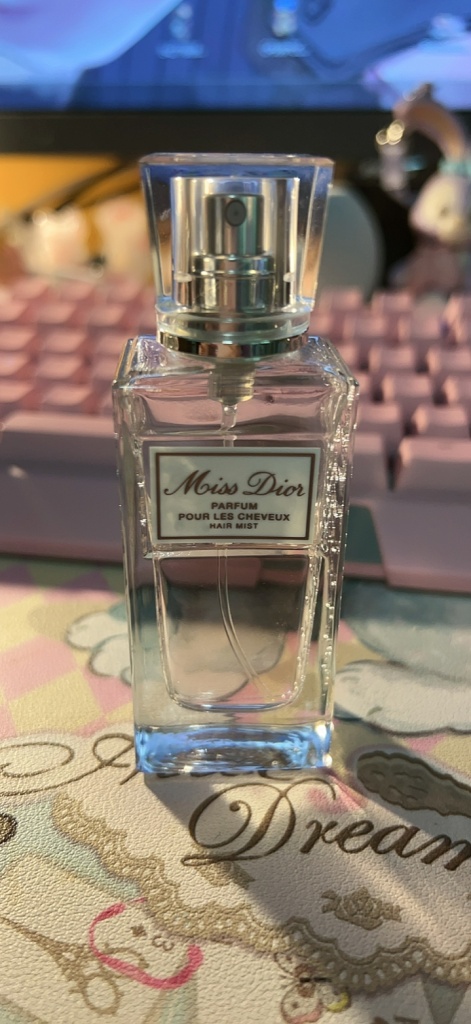 Miss Dior
PARFUM
POUR LES CHEVEUX
HAIR MIST
Dream